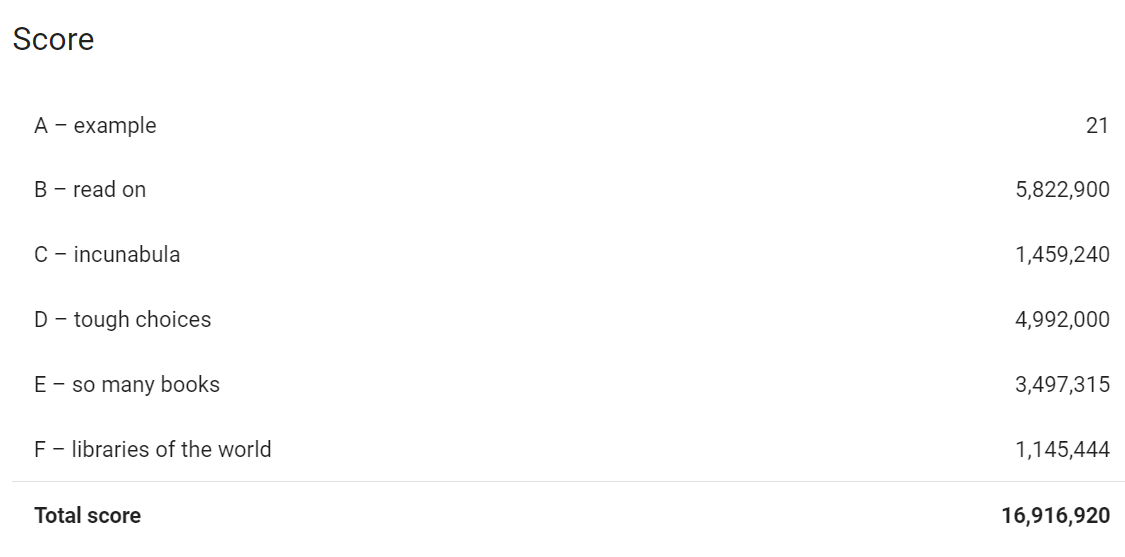 Score
A – example 21
B – read on 5,822,900
C – incunabula 1,459,240
D – tough choices 4,992,000
E – so many books 3,497,315
F – libraries of the world 1,145,444
Total score 16,916,920